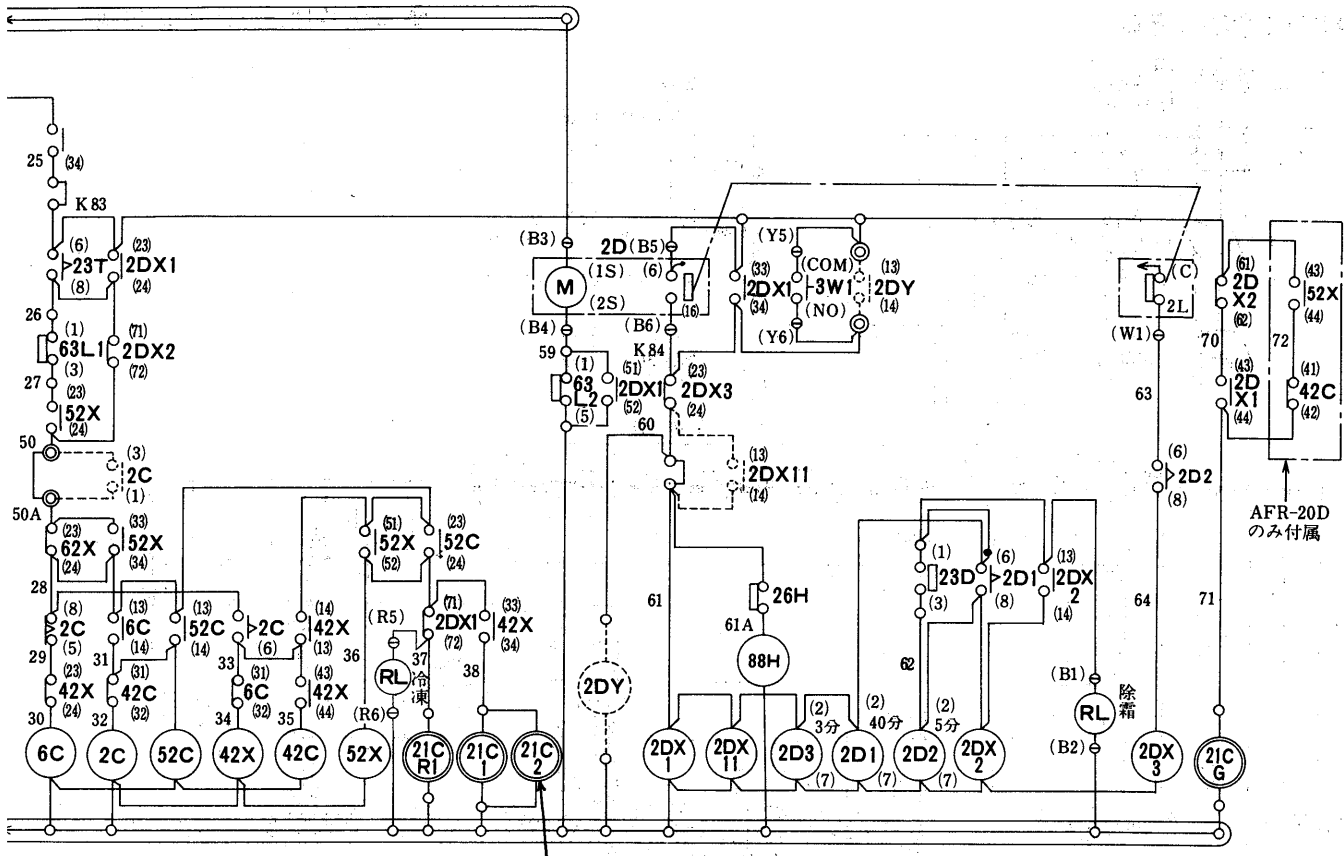 25
(34)
K83
(6)
23T
(8)
(23)
2DX1
(24)
26
(1)
63L1
(3)
(71)
2DX2
(72)
27
(23)
52X
(24)
50
(3)
2C
(1)
50A
(23)
62X
(24)
(33)
52X
(34)
28
(8)
2C
(5)
(13)
6C
(14)
(13)
52C
(14)
2C
(6)
(14)
42X
(13)
(51)
52X
(52)
(23)
52C
(24)
29
(23)
42X
(24)
31
(31)
42C
(32)
33
(31)
6C
(32)
(43)
42X
(44)
36
(R5)
RL
(R6)
(71)
2DX1
(72)
37
冷凍
(33)
42X
(34)
38
30
32
34
35
6C
2C
52C
42X
42C
52X
21C
R1
21C
1
21C
2
(B3)
M
(1S)
(2S)
(B4)
59
(1)
63
L2
(5)
(51)
2DX1
(52)
2D
(B5)
(6)
(16)
(B6)
K84
(33)
2DX1
(34)
(Y5)
(COM)
3W1
(NO)
(Y6)
(13)
2DY
(14)
(23)
2DX3
(24)
60
(13)
2DX11
(14)
61
26H
61A
88H
2DY
2DX
1
2DX
11
2D3
(2)
3分
(7)
2D1
(2)
40分
(7)
2D2
(2)
5分
(7)
2DX
2
(1)
23D
(3)
62
(6)
2D1
(8)
(13)
2DX
2
(14)
(B1)
RL
除霜
(B2)
(C)
2L
(W1)
63
(6)
2D2
(8)
64
2DX
3
(61)
2D
X2
(62)
70
(43)
2D
X1
(44)
71
21C
G
(43)
52X
(44)
72
(41)
42C
(42)
AFR-20D
のみ付属